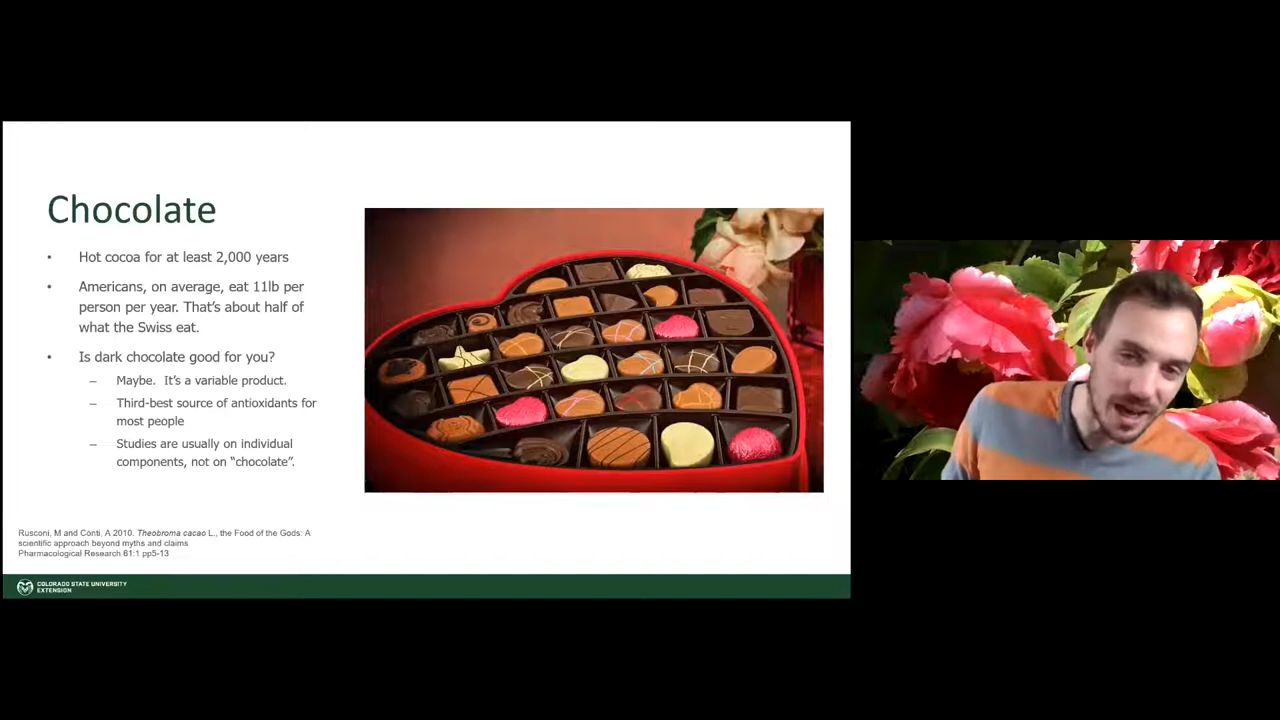 Chocolate
• Hot cocoa for at least 2,000 years
• Americans, on average, eat 11lb per
person per year. That's about half of
what the Swiss eat.
• Is dark chocolate good for you?
– Maybe. It's a variable product.
– Third-best source of antioxidants for
most people
– Studies are usually on individual
components, not on “chocolate”.
Rusconi, M and Conti, A 2010. Theobroma cacao L., the Food of the Gods: A
scientific approach beyond myths and claims
Pharmacological Research 61:1 pp5-13
COLORADO STATE UNIVERSITY
EXTENSION